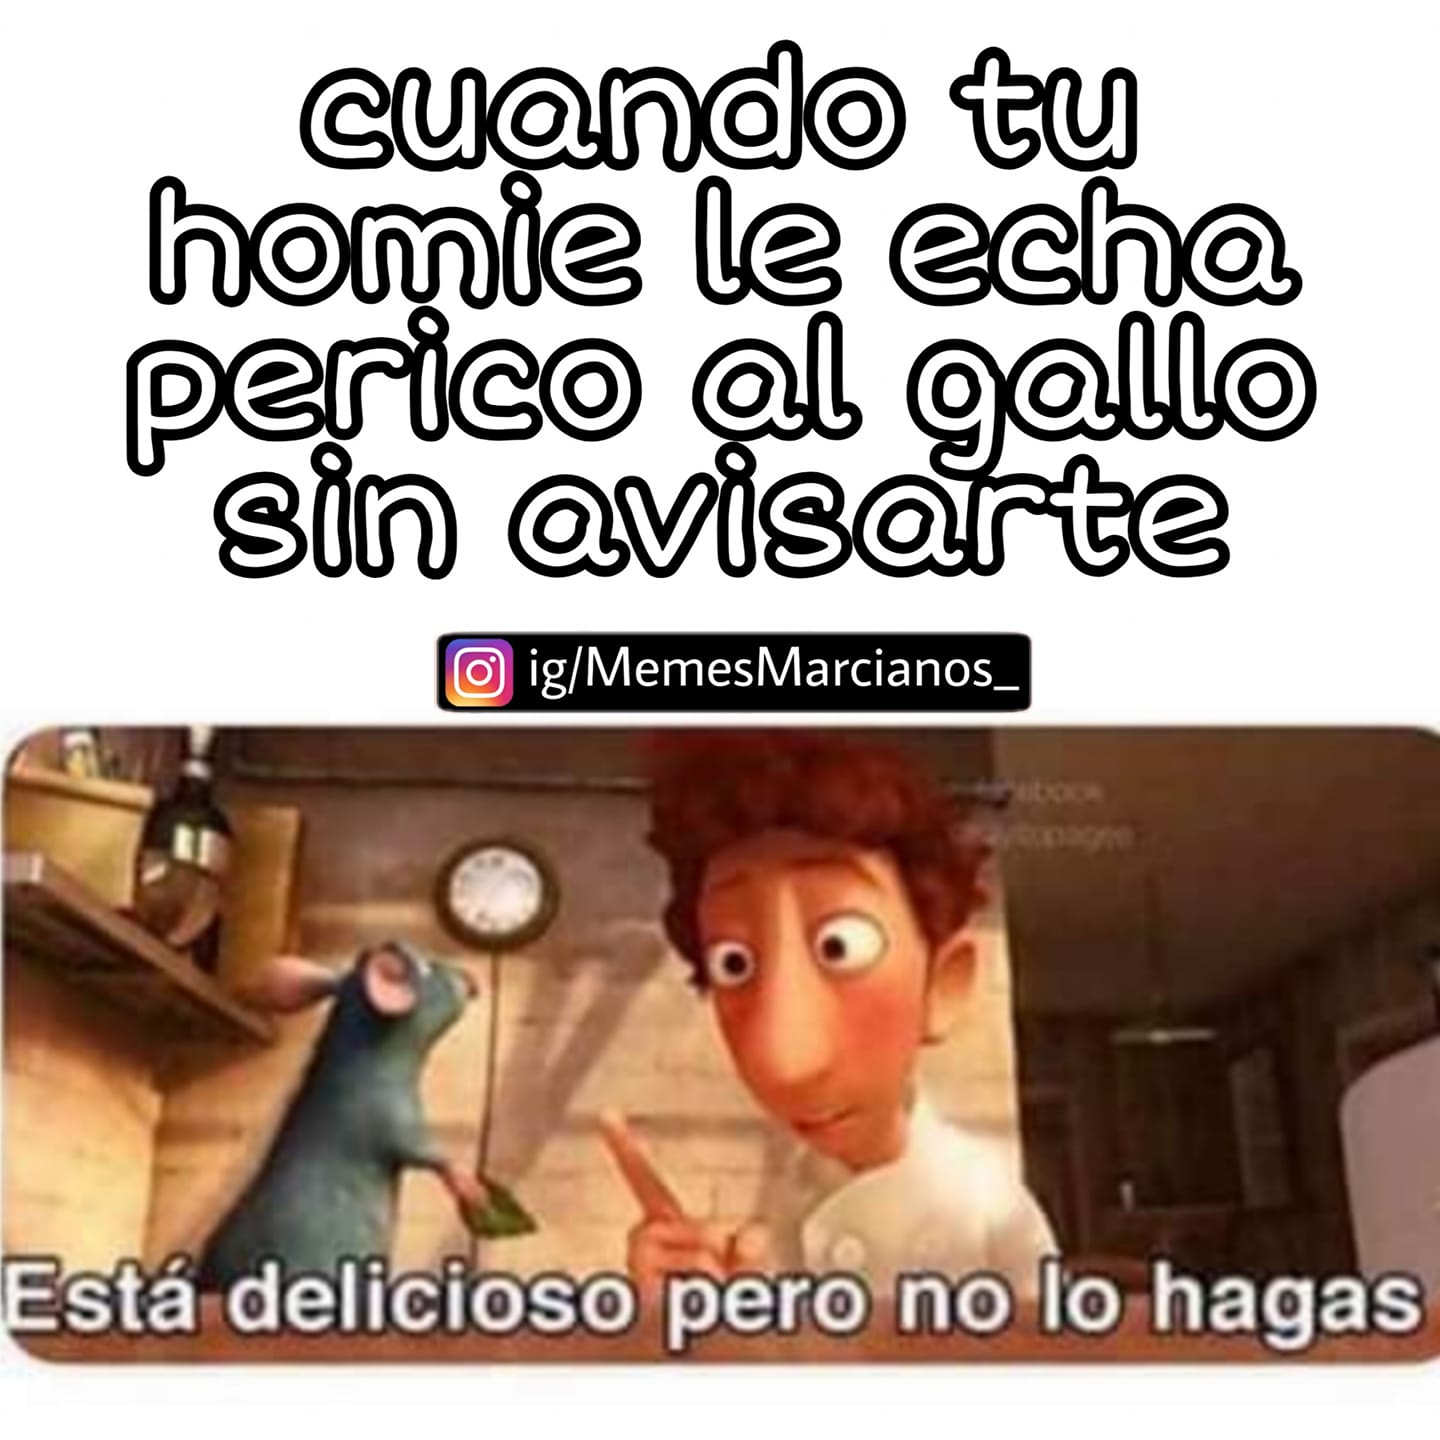 cuando tu
homie le echa
perico al gallo
sin avisarte
ig/MemesMarcianos_
Está delicioso pero no lo hagas